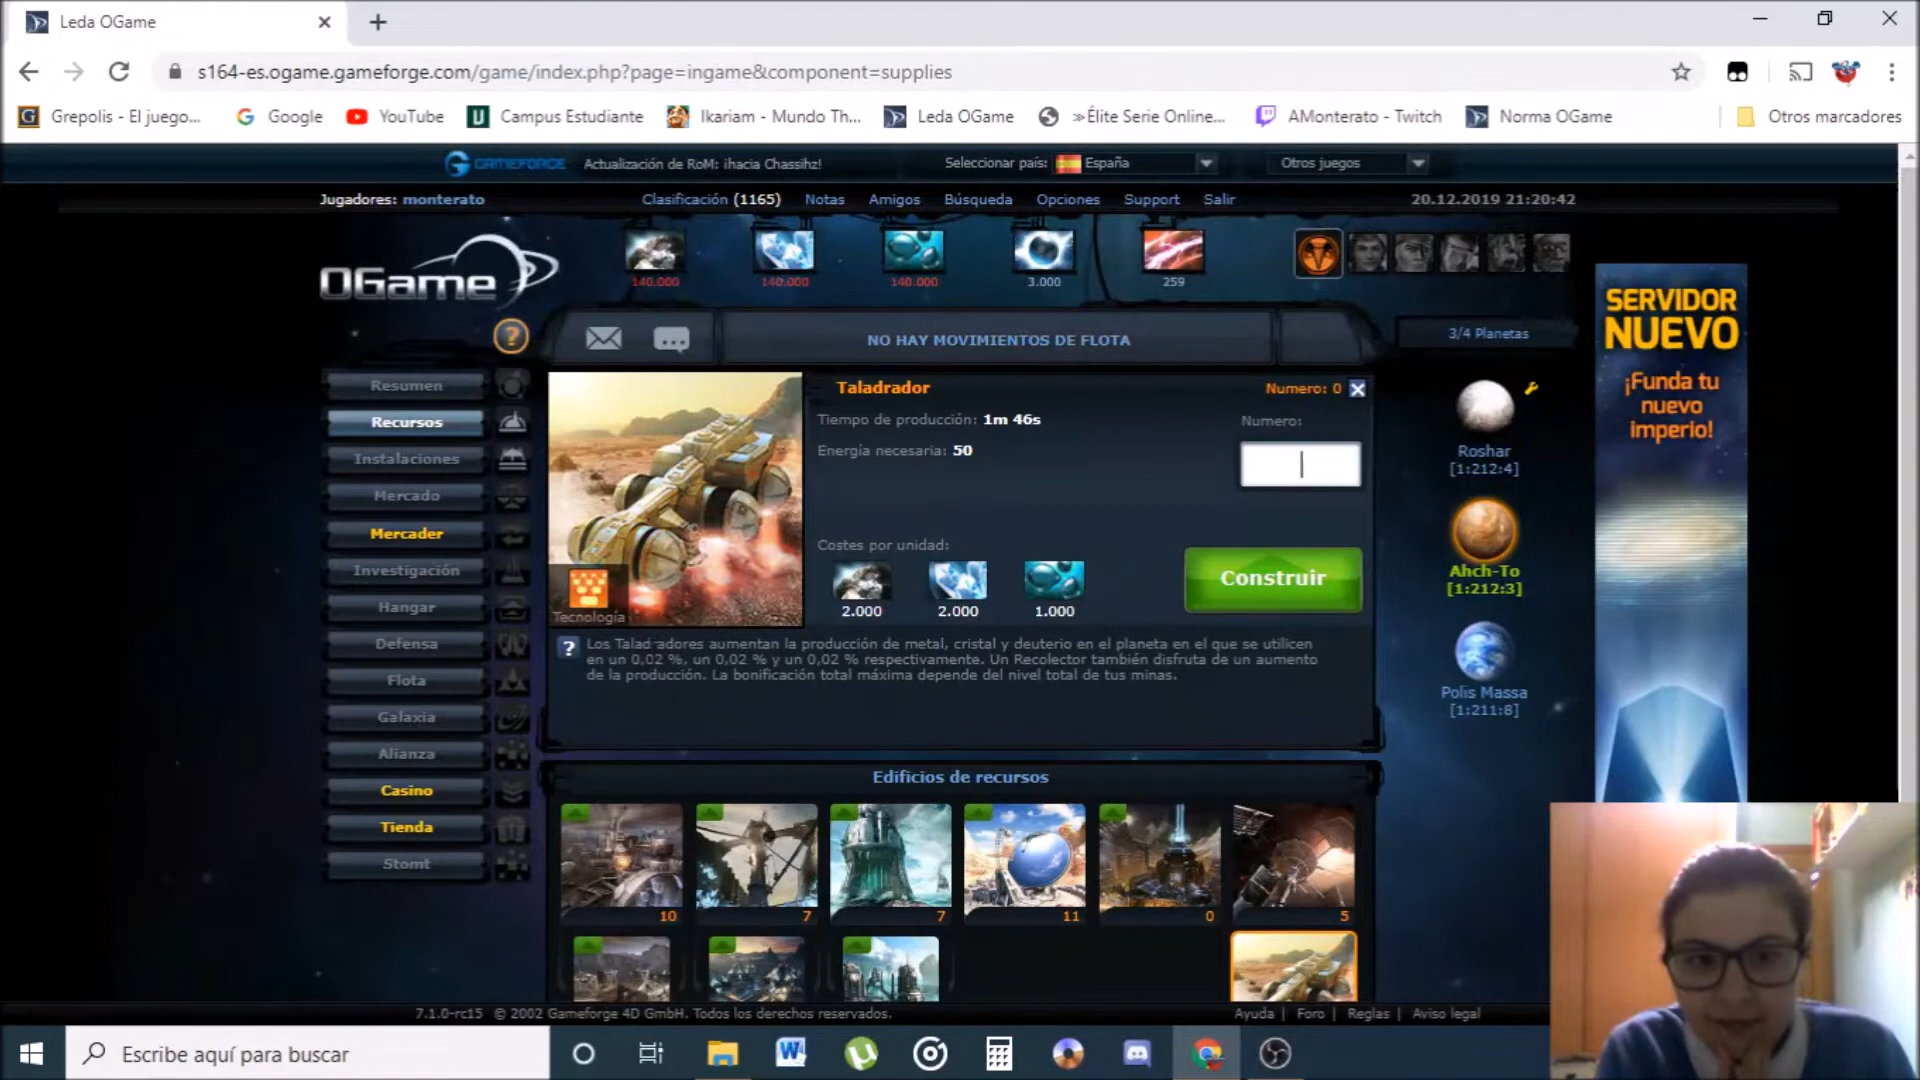 Leda OGame
s164-es.ogame.gameforge.com/game/index.php?page=ingame&component=supplies
Grepolis - El juego... Google YouTube Campus Estudiante Ikariam - Mundo Th... Leda OGame »Élite Serie Online... AMonterato - Twitch Norma OGame Otros marcadores
GAMEFORGE Actualización de RoM: ¡hacia Chassihz! Seleccionar país: España Otros juegos
Jugadores: monterato Clasificación (1165) Notas Amigos Búsqueda Opciones Support Salir 20.12.2019 21:20:42
OGame
140.000 140.000 140.000 3.000 259
NO HAY MOVIMIENTOS DE FLOTA
3/4 Planetas
Resumen
Recursos
Instalaciones
Mercado
Mercader
Investigación
Hangar
Defensa
Flota
Galaxia
Alianza
Casino
Tienda
Stomt
Taladrador Numero: 0
Tiempo de producción: 1m 46s Numero:
Energía necesaria: 50
Costes por unidad:
2.000 2.000 1.000
Construir
Tecnología
Los Taladradores aumentan la producción de metal, cristal y deuterio en el planeta en el que se utilicen
en un 0,02 %, un 0,02 % y un 0,02 % respectivamente. Un Recolector también disfruta de un aumento
de la producción. La bonificación total máxima depende del nivel total de tus minas.
Edificios de recursos
10 7 7 11 0 5
Roshar
[1:212:4]
Ahch-To
[1:212:3]
Polis Massa
[1:211:8]
SERVIDOR
NUEVO
¡Funda tu
nuevo
imperio!
7.1.0-rc15 © 2002 Gameforge 4D GmbH. Todos los derechos reservados. Ayuda | Foro | Reglas | Aviso legal
Escribe aquí para buscar